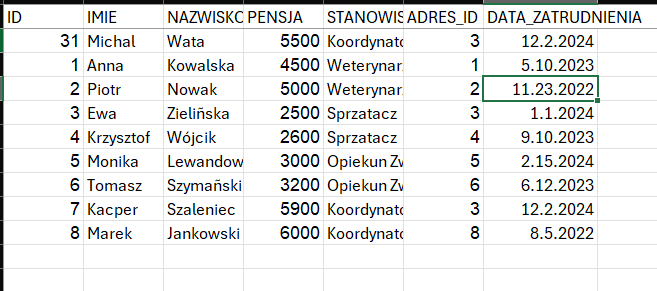 ID IMIE NAZWISKO PENSJA STANOWIS ADRES_ID DATA_ZATRUDNIENIA
31 Michal Wata 5500 Koordynato 3 12.2.2024
1 Anna Kowalska 4500 Weterynar 1 5.10.2023
2 Piotr Nowak 5000 Weterynar 2 11.23.2022
3 Ewa Zielińska 2500 Sprzatacz 3 1.1.2024
4 Krzysztof Wójcik 2600 Sprzatacz 4 9.10.2023
5 Monika Lewandow 3000 Opiekun Zw 5 2.15.2024
6 Tomasz Szymański 3200 Opiekun Zw 6 6.12.2023
7 Kacper Szaleniec 5900 Koordynato 3 12.2.2024
8 Marek Jankowski 6000 Koordynato 8 8.5.2022